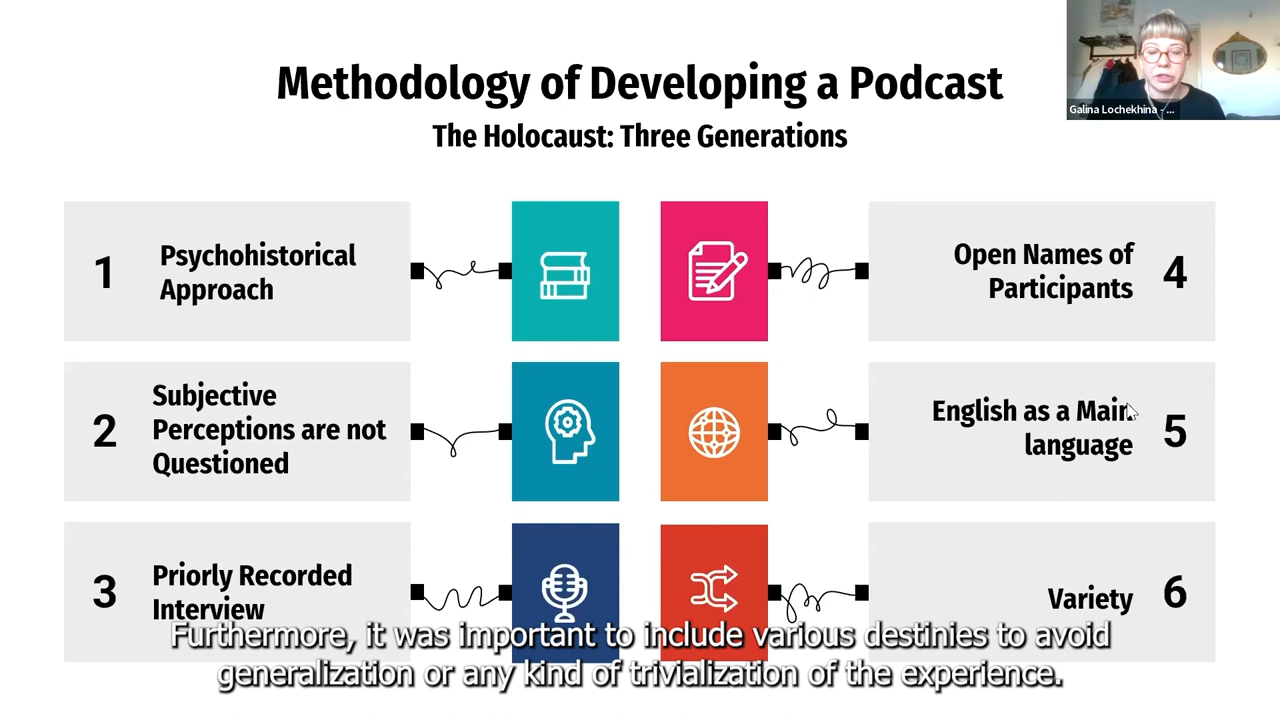 Methodology of Developing a Podcast
The Holocaust: Three Generations
Galina Lochekhina - ...
1
Psychohistorical
Approach
2
Subjective
Perceptions are not
Questioned
3
Priorly Recorded
Interview
Open Names of
Participants
4
English as a Main
language
5
Variety
6
Furthermore, it was important to include various destinies to avoid
generalization or any kind of trivialization of the experience.